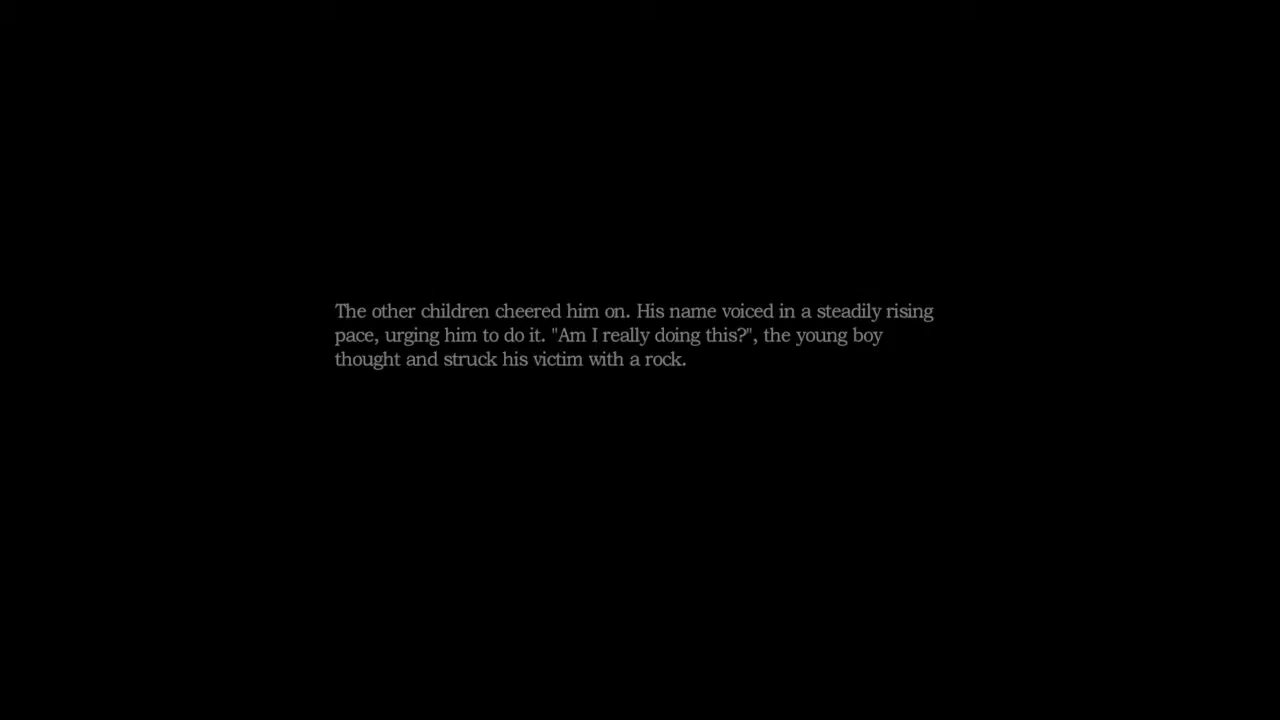 The other children cheered him on. His name voiced in a steadily rising
pace, urging him to do it. "Am I really doing this?", the young boy
thought and struck his victim with a rock.